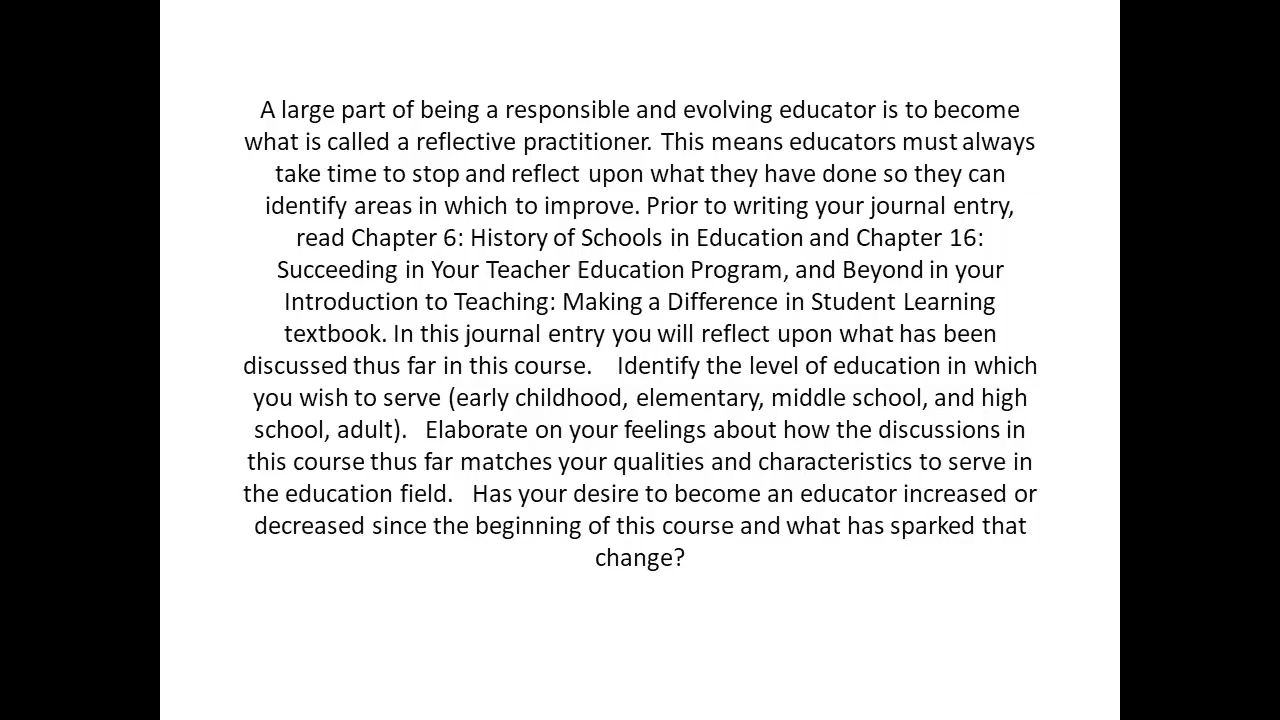 A large part of being a responsible and evolving educator is to become
what is called a reflective practitioner. This means educators must always
take time to stop and reflect upon what they have done so they can
identify areas in which to improve. Prior to writing your journal entry,
read Chapter 6: History of Schools in Education and Chapter 16:
Succeeding in Your Teacher Education Program, and Beyond in your
Introduction to Teaching: Making a Difference in Student Learning
textbook. In this journal entry you will reflect upon what has been
discussed thus far in this course.    Identify the level of education in which
you wish to serve (early childhood, elementary, middle school, and high
school, adult).   Elaborate on your feelings about how the discussions in
this course thus far matches your qualities and characteristics to serve in
the education field.   Has your desire to become an educator increased or
decreased since the beginning of this course and what has sparked that
change?